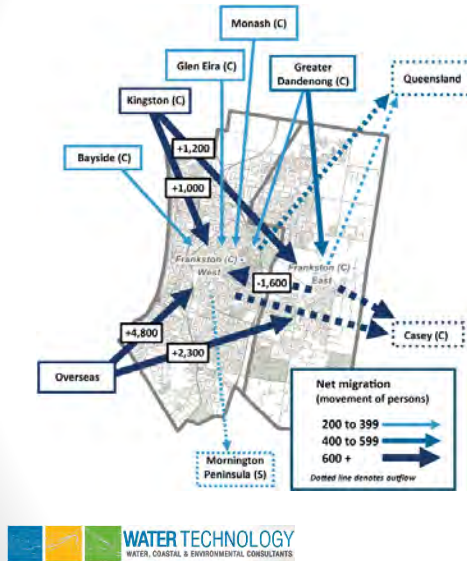 Monash (C)
Glen Eira (C)
Greater
Dandenong (C)
Queensland
Kingston (C)
+1,200
Bayside (C)
+1,000
Frankston (C) -
West
Frankston (C) -
East
-1,600
+4,800
Casey (C)
+2,300
Overseas
Net migration
(movement of persons)
200 to 399
400 to 599
600 +
Dotted line denotes outflow
Mornington
Peninsula (S)
WATER TECHNOLOGY
WATER, COASTAL & ENVIRONMENTAL CONSULTANTS